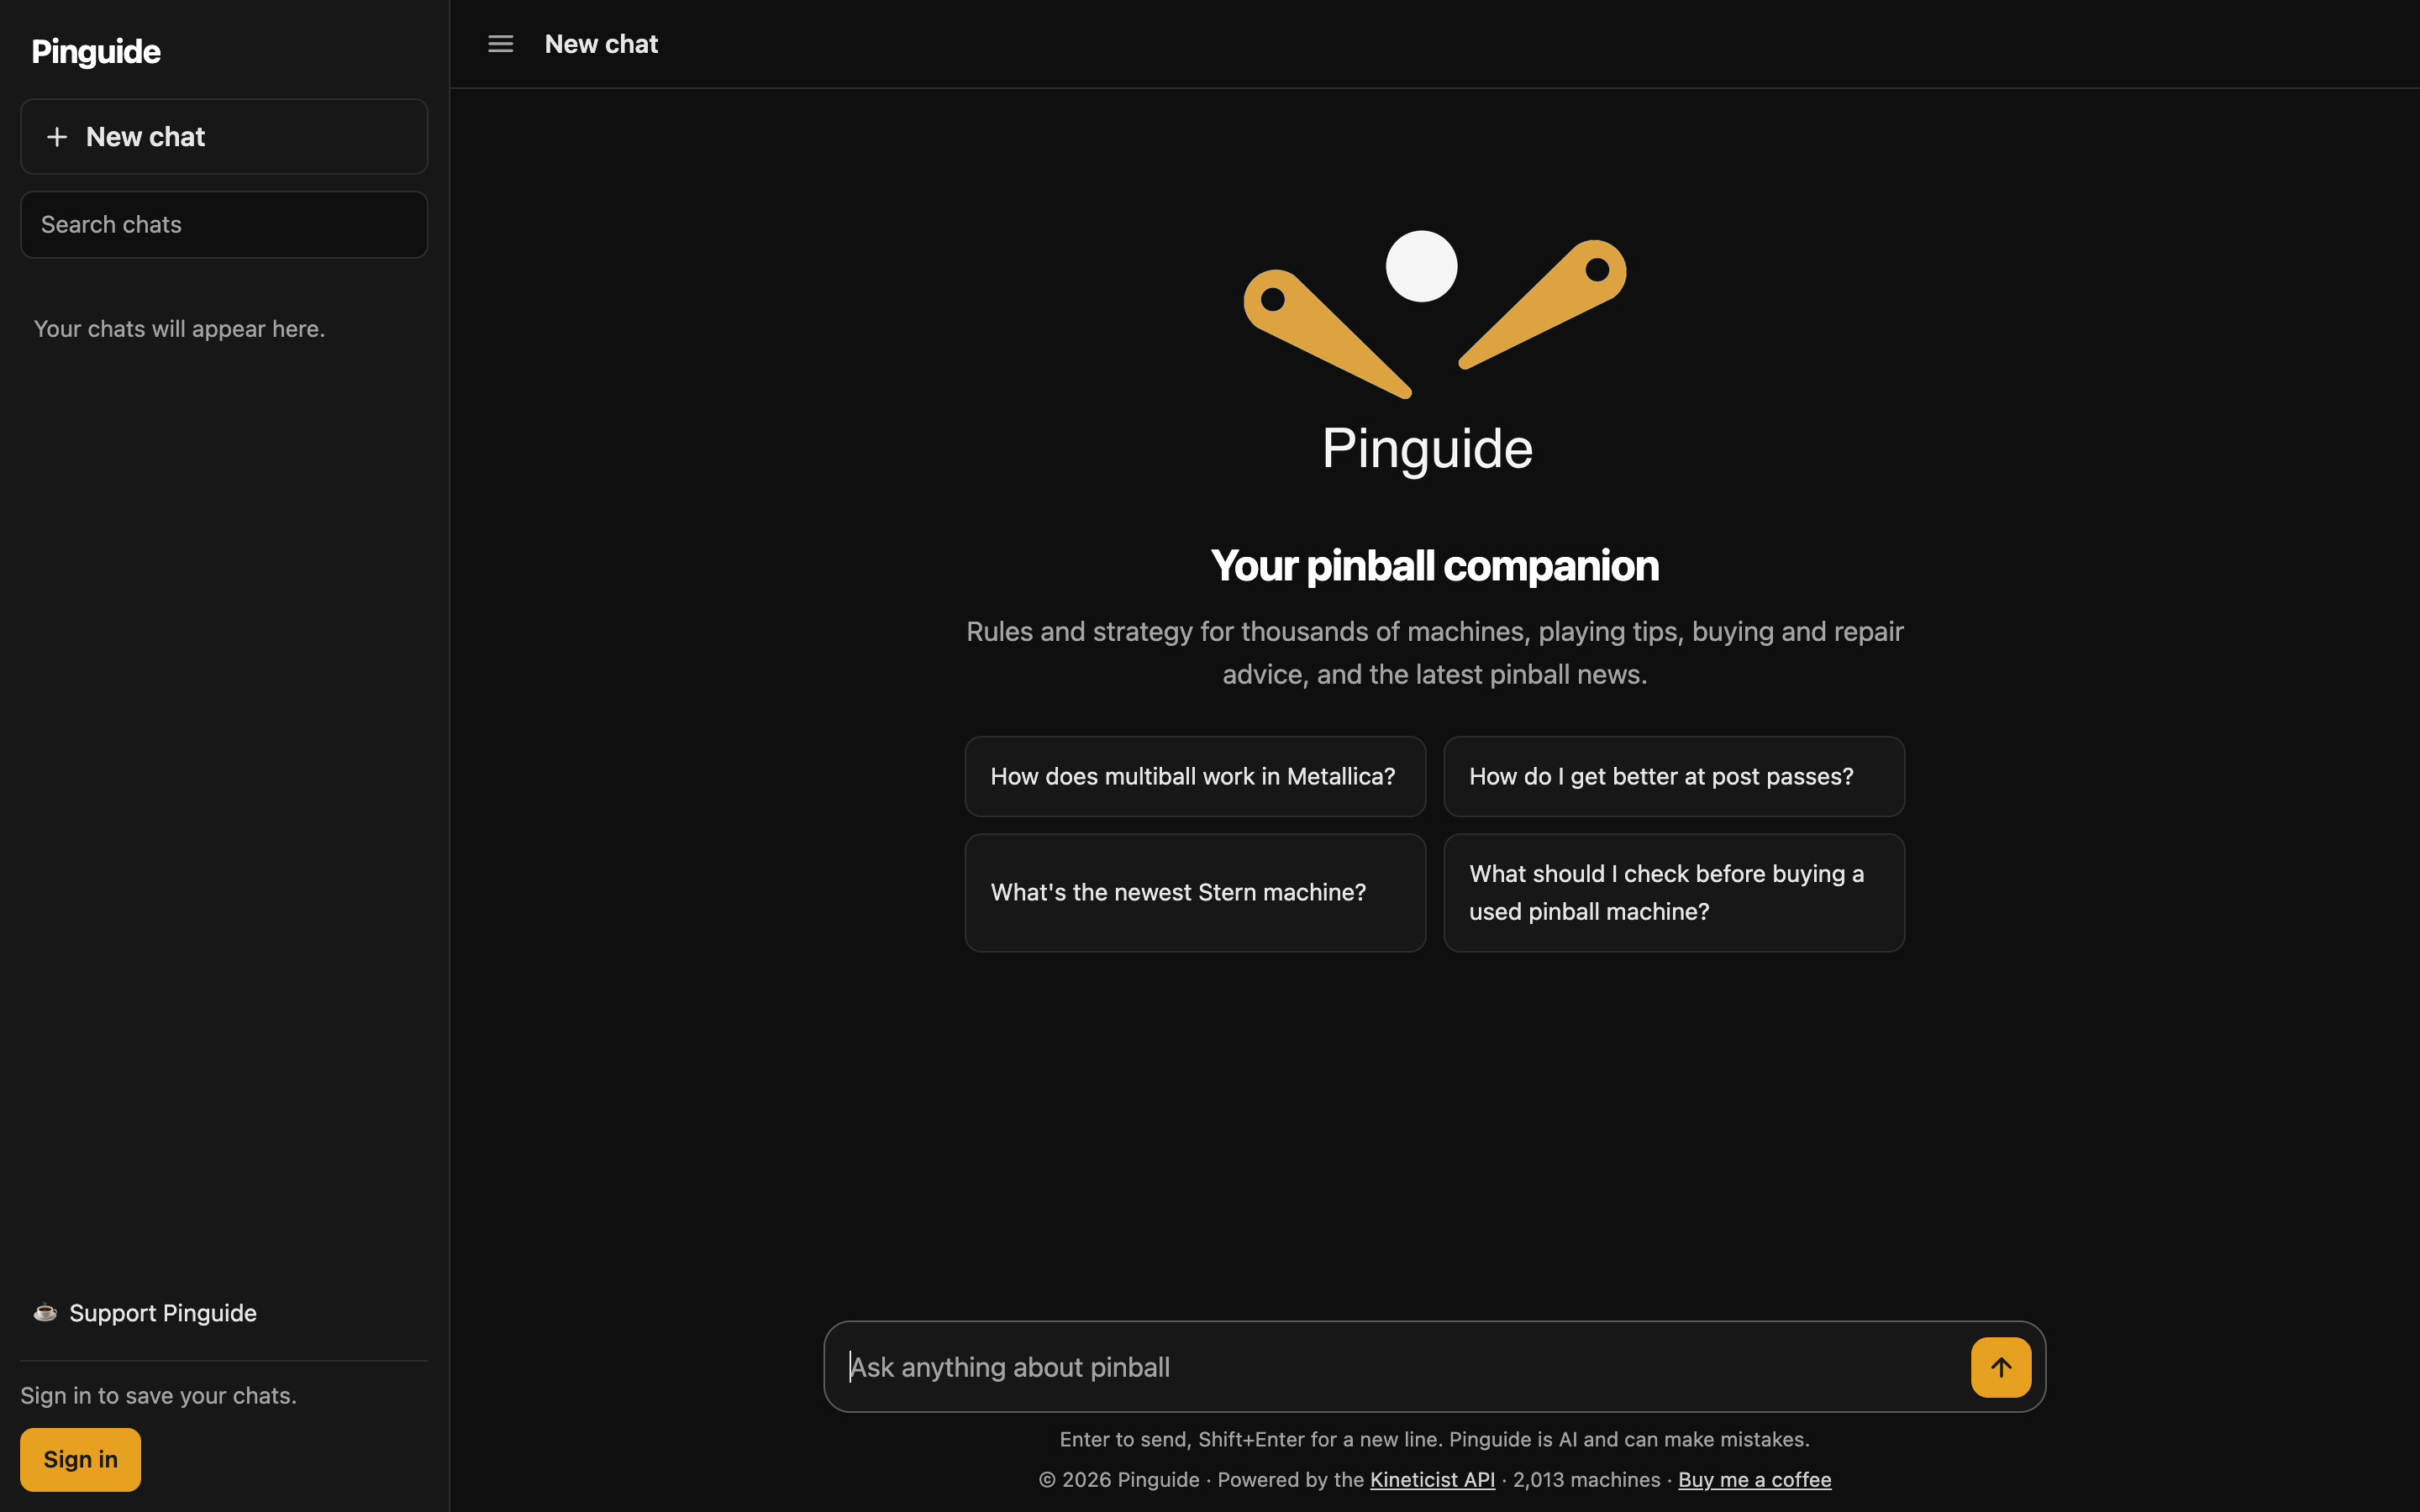 Pinguide
New chat
Search chats
Your chats will appear here.
Support Pinguide
Sign in to save your chats.
Sign in
New chat
Pinguide
Your pinball companion
Rules and strategy for thousands of machines, playing tips, buying and repair
advice, and the latest pinball news.
How does multiball work in Metallica?
How do I get better at post passes?
What's the newest Stern machine?
What should I check before buying a
used pinball machine?
Ask anything about pinball
Enter to send, Shift+Enter for a new line. Pinguide is AI and can make mistakes.
© 2026 Pinguide · Powered by the Kineticist API · 2,013 machines · Buy me a coffee